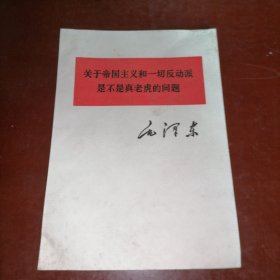 关于帝国主义和一切反动派
是不是真老虎的问题
毛泽东